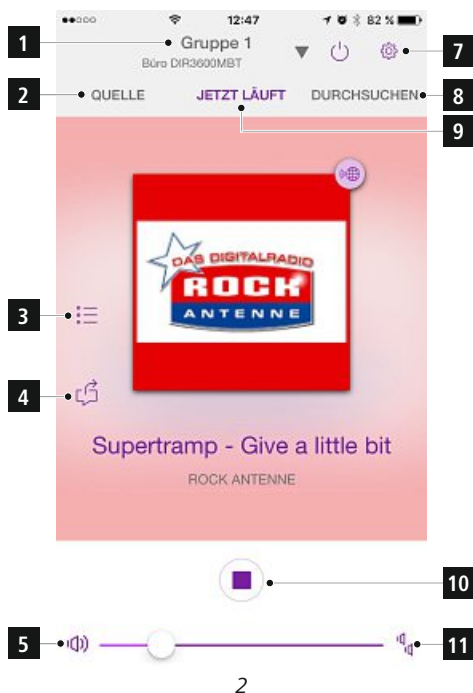 12:47
82 %
1
Gruppe 1
7
Büro DIR3600MBT
2
QUELLE
JETZT LÄUFT
DURCHSUCHEN
8
9
DAS DIGITALRADIO
ROCK
ANTENNE
3
4
Supertramp - Give a little bit
ROCK ANTENNE
10
5
11
2